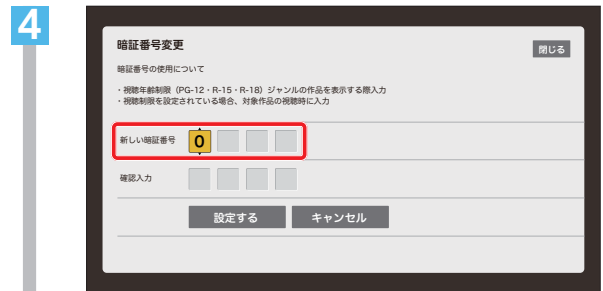 4
暗証番号変更
閉じる
暗証番号の使用について
・視聴年齢制限（PG-12・R-15・R-18）ジャンルの作品を表示する際入力
・視聴制限を設定されている場合、対象作品の視聴時に入力
新しい暗証番号 0
確認入力
設定する キャンセル